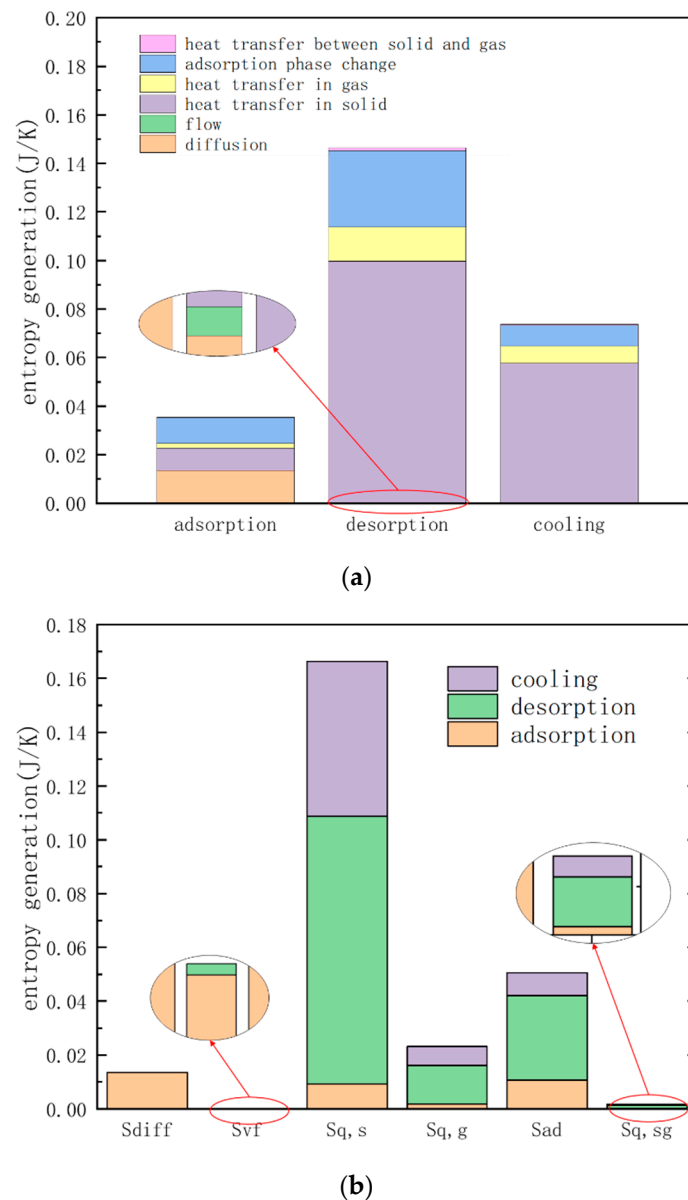 0.20
0.18
0.16
0.14
0.12
0.10
0.08
0.06
0.04
0.02
0.00
entropy generation(J/K)
heat transfer between solid and gas
adsorption phase change
heat transfer in gas
heat transfer in solid
flow
diffusion
adsorption desorption cooling
(a)
0.18
0.16
0.14
0.12
0.10
0.08
0.06
0.04
0.02
0.00
entropy generation(J/K)
cooling
desorption
adsorption
Sdiff Svf Sq,s Sq,g Sad Sq,sg
(b)